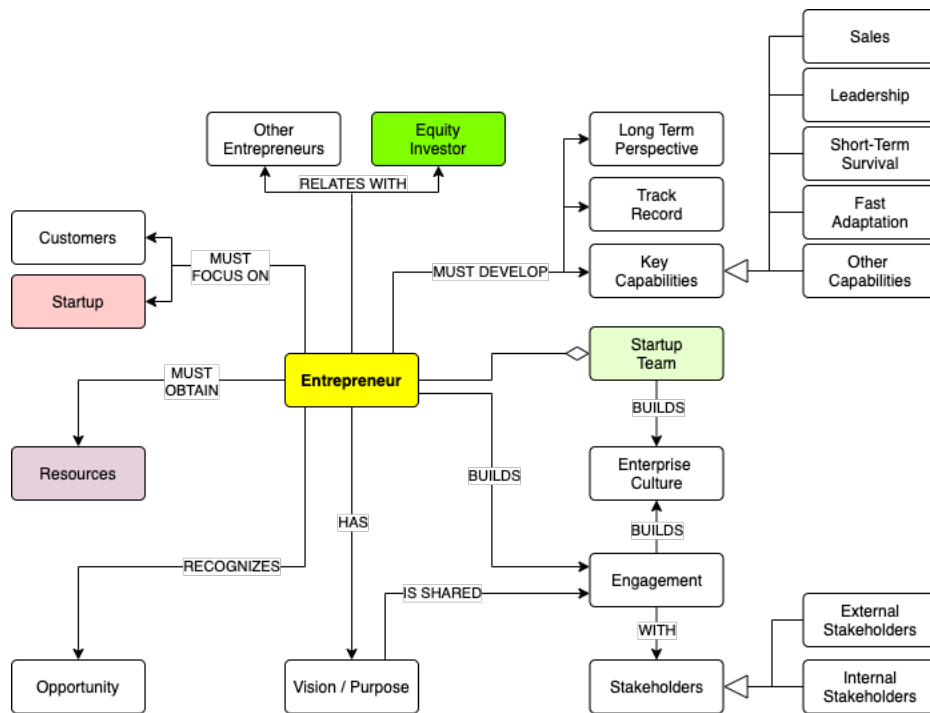 Sales
Leadership
Other
Entrepreneurs
Equity
Investor
Long Term
Perspective
Short-Term
Survival
RELATES WITH
Track
Record
Fast
Adaptation
Customers
MUST
FOCUS ON
MUST DEVELOP
Key
Capabilities
Other
Capabilities
Startup
Startup
Team
MUST
OBTAIN
Entrepreneur
BUILDS
Resources
BUILDS
Enterprise
Culture
HAS
BUILDS
RECOGNIZES
Engagement
IS SHARED
WITH
External
Stakeholders
Opportunity
Vision / Purpose
Stakeholders
Internal
Stakeholders